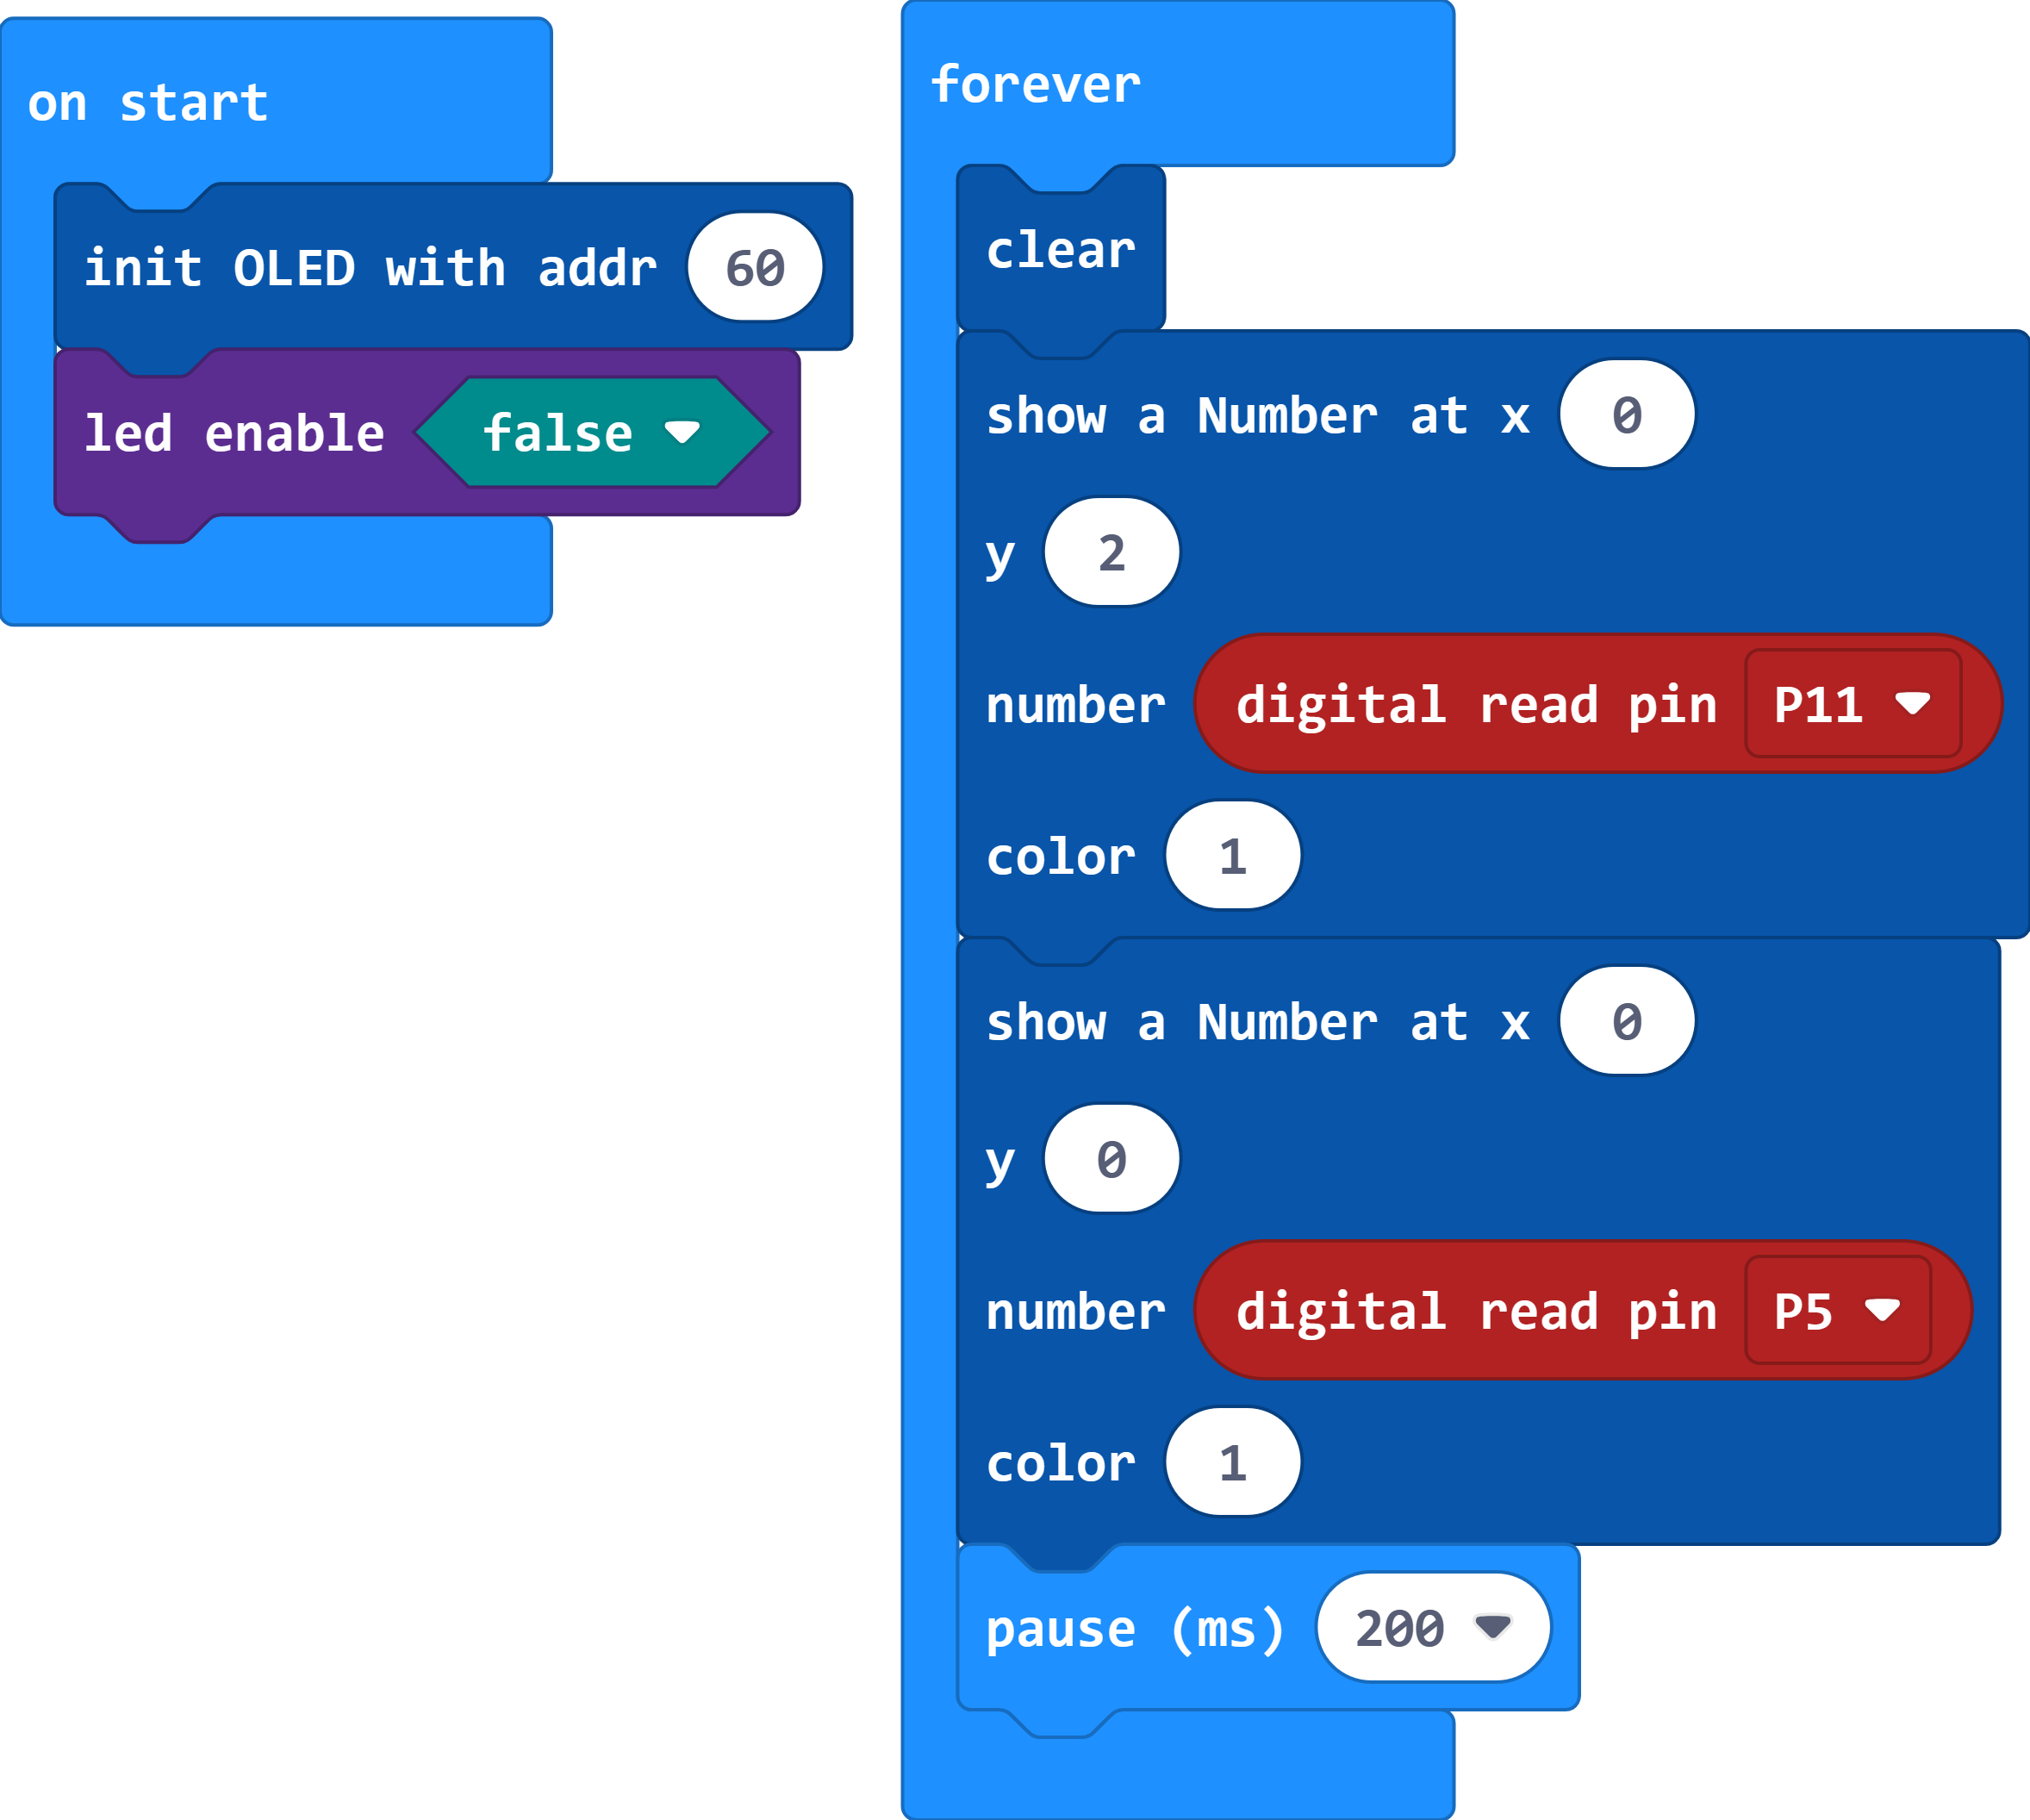 on start
init OLED with addr 60
led enable false
forever
clear
show a Number at x 0
y 2
number digital read pin P11
color 1
show a Number at x 0
y 0
number digital read pin P5
color 1
pause (ms) 200